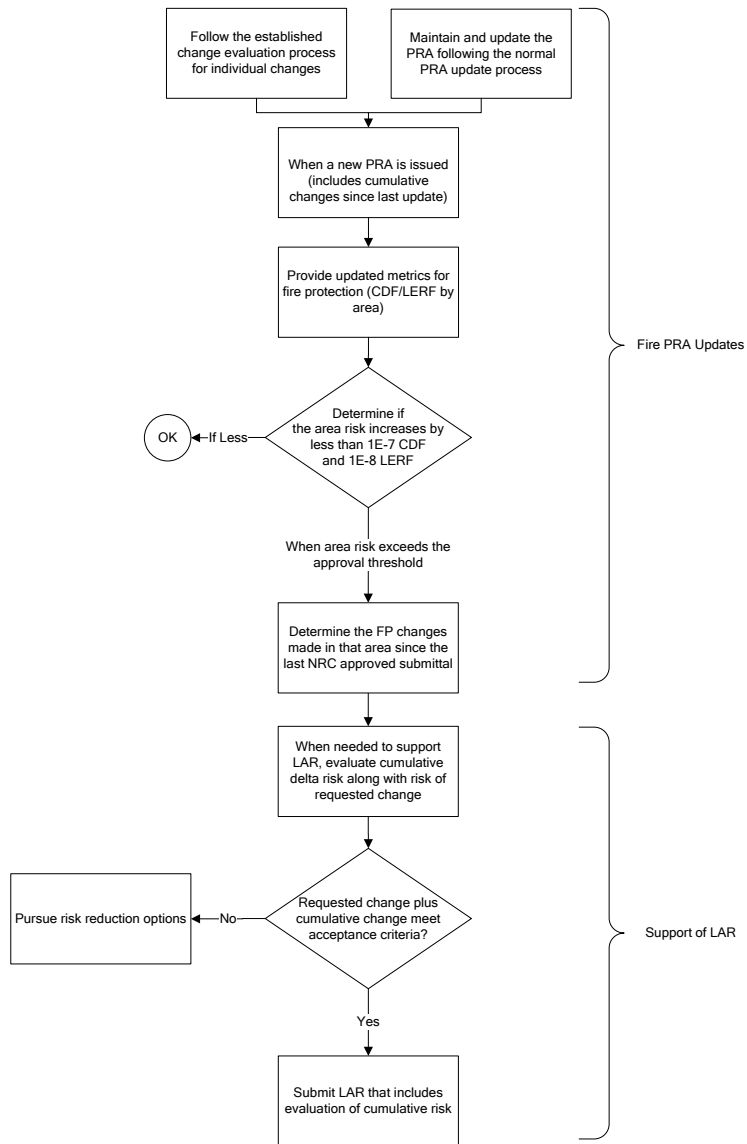 Follow the established
change evaluation process
for individual changes
Maintain and update the
PRA following the normal
PRA update process
When a new PRA is issued
(includes cumulative
changes since last update)
Provide updated metrics for
fire protection (CDF/LERF by
area)
Fire PRA Updates
Determine if
the area risk increases by
less than 1E-7 CDF
and 1E-8 LERF
If Less
OK
When area risk exceeds the
approval threshold
Determine the FP changes
made in that area since the
last NRC approved submittal
When needed to support
LAR, evaluate cumulative
delta risk along with risk of
requested change
Requested change plus
cumulative change meet
acceptance criteria?
No
Pursue risk reduction options
Support of LAR
Yes
Submit LAR that includes
evaluation of cumulative risk